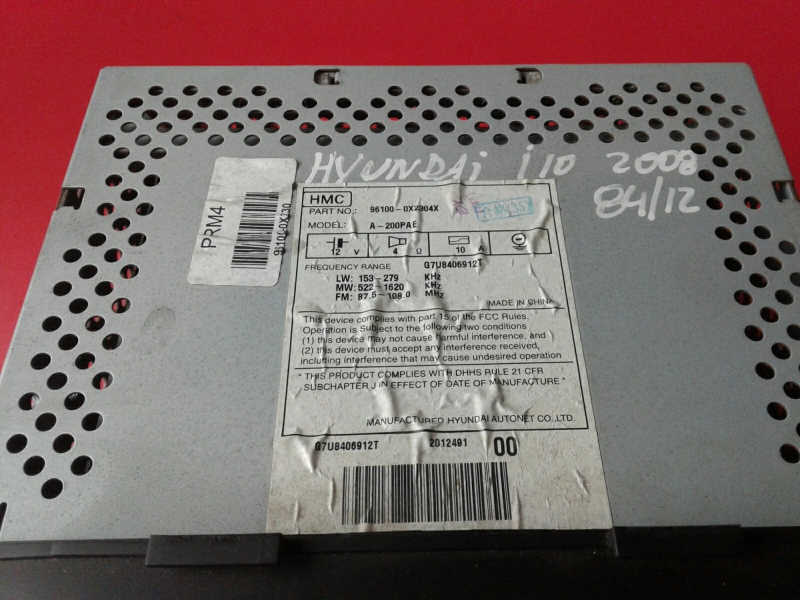 HYUNDAi i10 2008
84/12
PRM4
96104-0XJ30
HMC
PART NO.: 96100-0X2304X
MODEL: A-200PAE
12 V 4 Ω 10 A
FREQUENCY RANGE G7U8406912T
LW: 153-279 KHz
MW: 522-1620 KHz
FM: 87.5-108.0 MHz
MADE IN CHINA
This device complies with part 15 of the FCC Rules.
Operation is Subject to the following two conditions
(1) this device may not cause harmful interference, and
(2) this device must accept any interference received,
including interference that may cause undesired operation
" THIS PRODUCT COMPLIES WITH DHHS RULE 21 CFR
SUBCHAPTER J IN EFFECT OF DATE OF MANUFACTURE "
MANUFACTURED HYUNDAI AUTONET CO.,LTD.
G7U8406912T 2012491 00